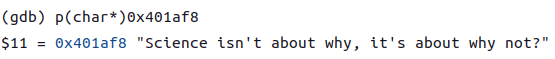 (gdb) p(char*)0x401af8
$11 = 0x401af8 "Science isn't about why, it's about why not?"